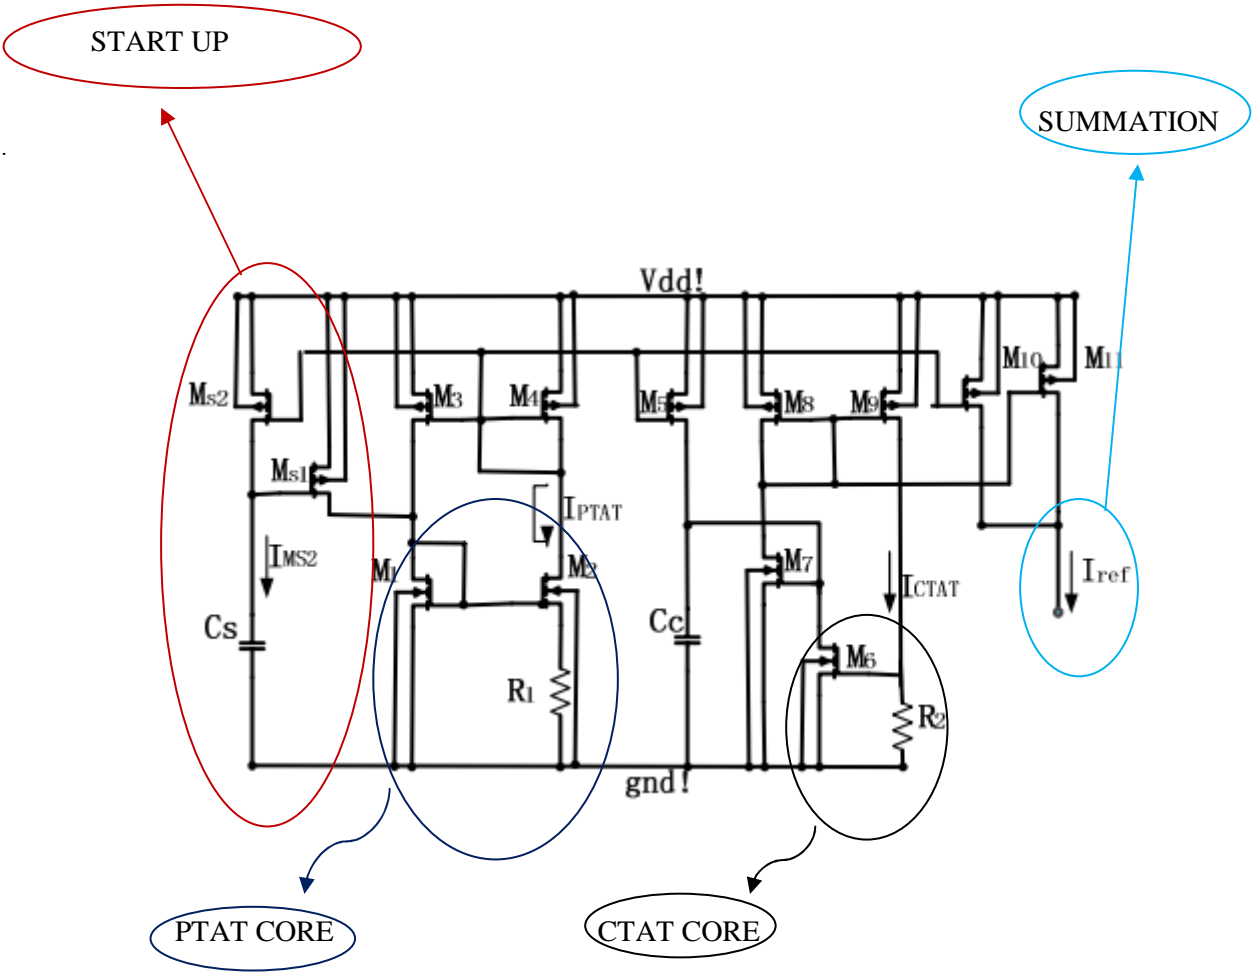 START UP
SUMMATION
.
Vdd!
Ms2
M3
M4
M5
M8
M9
M10
M11
Ms1
IPTAT
IMS2
M1
M2
M7
ICTAT
Iref
Cs
Cc
M6
R1
R2
gnd!
PTAT CORE
CTAT CORE